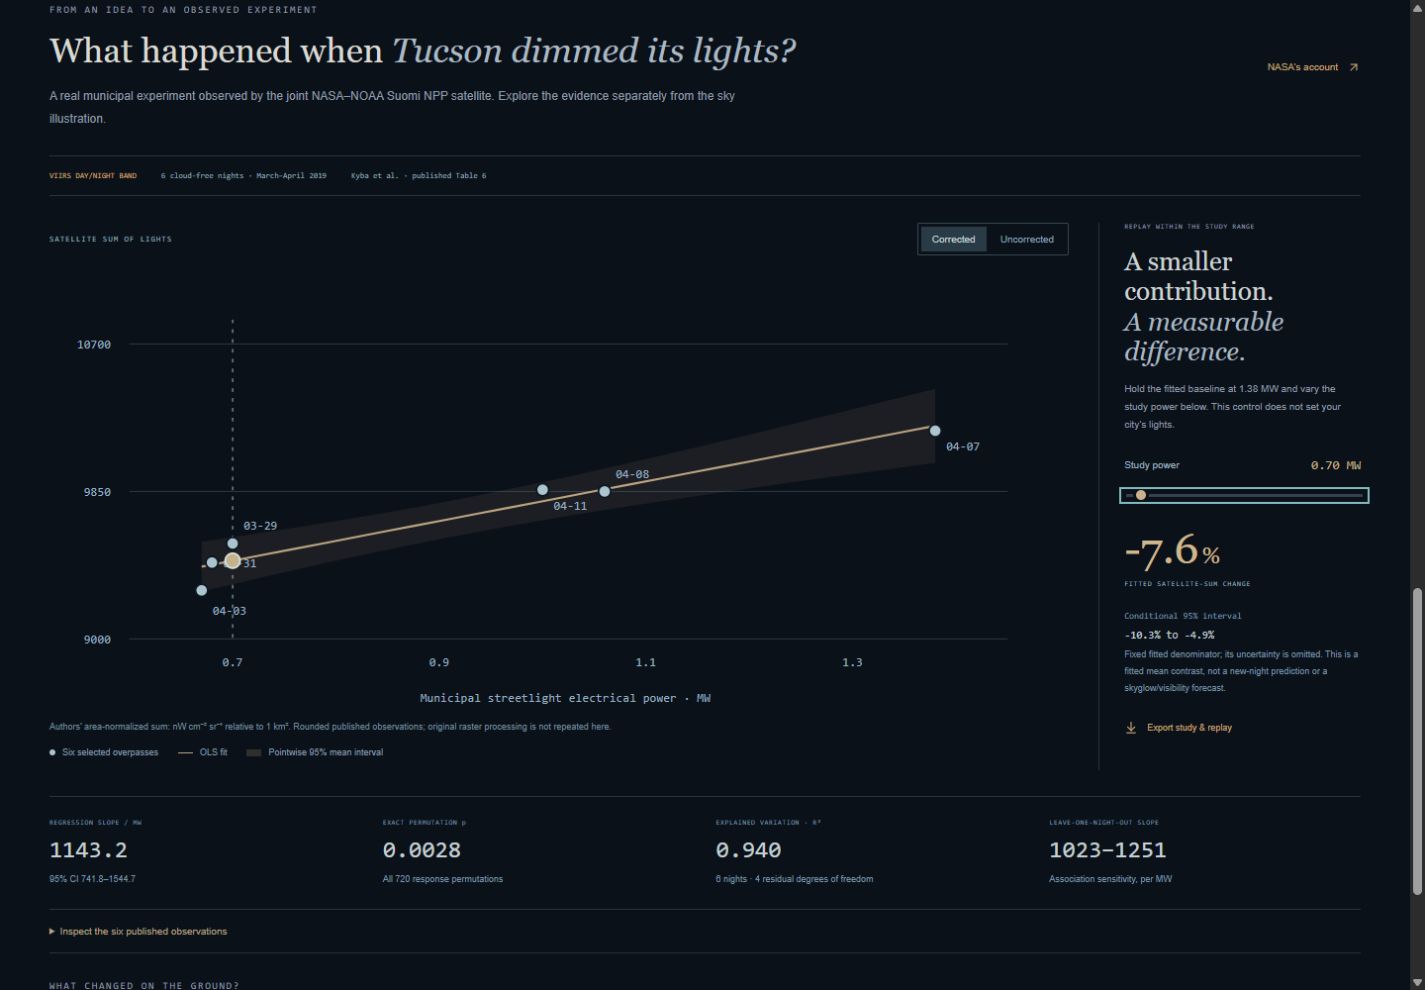 FROM AN IDEA TO AN OBSERVED EXPERIMENT
What happened when Tucson dimmed its lights?
NASA's account
A real municipal experiment observed by the joint NASA–NOAA Suomi NPP satellite. Explore the evidence separately from the sky
illustration.
VIIRS DAY/NIGHT BAND
6 cloud-free nights · March–April 2019
Kyba et al. · published Table 6
SATELLITE SUM OF LIGHTS
Corrected
Uncorrected
10700
9850
9000
04-07
04-08
04-11
03-29
31
04-03
0.7
0.9
1.1
1.3
Municipal streetlight electrical power · MW
Authors' area-normalized sum: nW cm⁻² sr⁻¹ relative to 1 km². Rounded published observations; original raster processing is not repeated here.
Six selected overpasses
OLS fit
Pointwise 95% mean interval
REPLAY WITHIN THE STUDY RANGE
A smaller
contribution.
A measurable
difference.
Hold the fitted baseline at 1.38 MW and vary the
study power below. This control does not set your
city's lights.
Study power
0.70 MW
-7.6%
FITTED SATELLITE-SUM CHANGE
Conditional 95% interval
-10.3% to -4.9%
Fixed fitted denominator; its uncertainty is omitted. This is a
fitted mean contrast, not a new-night prediction or a
skyglow/visibility forecast.
Export study & replay
REGRESSION SLOPE / MW
1143.2
95% CI 741.8–1544.7
EXACT PERMUTATION p
0.0028
All 720 response permutations
EXPLAINED VARIATION · R²
0.940
6 nights · 4 residual degrees of freedom
LEAVE-ONE-NIGHT-OUT SLOPE
1023–1251
Association sensitivity, per MW
Inspect the six published observations
WHAT CHANGED ON THE GROUND?